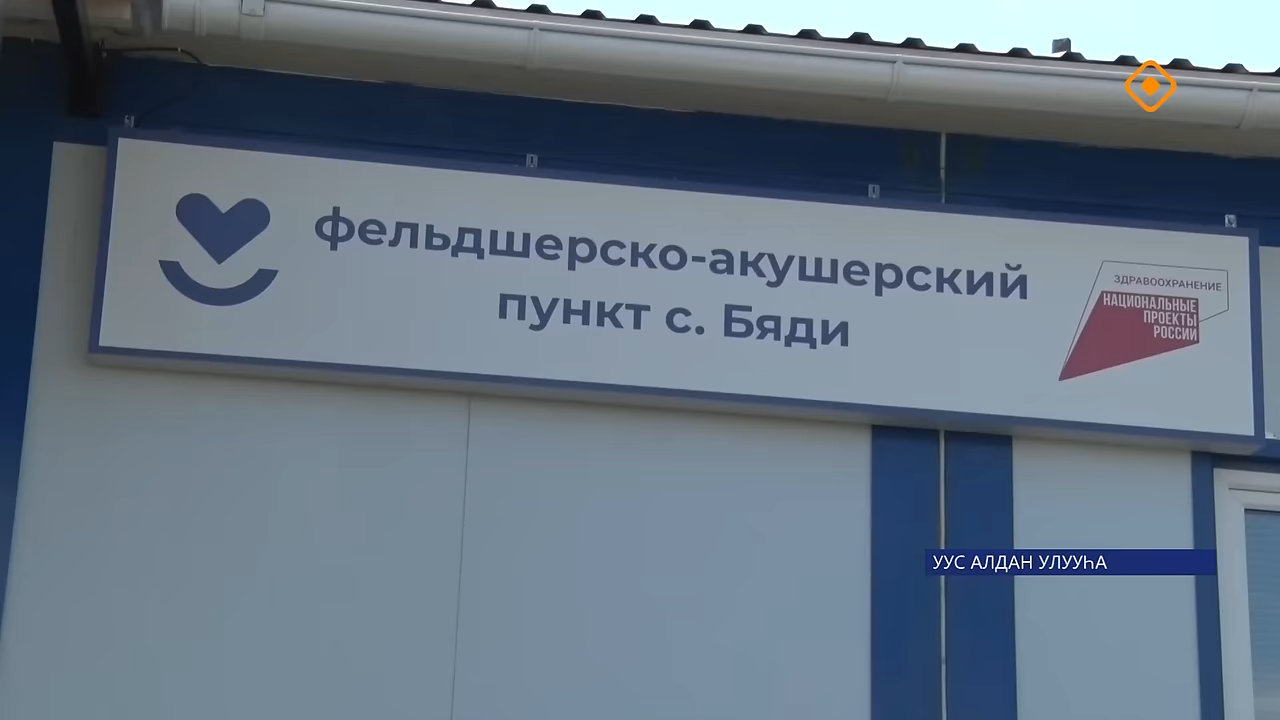 фельдшерско-акушерский
пункт с. Бяди
ЗДРАВООХРАНЕНИЕ
НАЦИОНАЛЬНЫЕ
ПРОЕКТЫ
РОССИИ
УУС АЛДАН УЛУУҺА